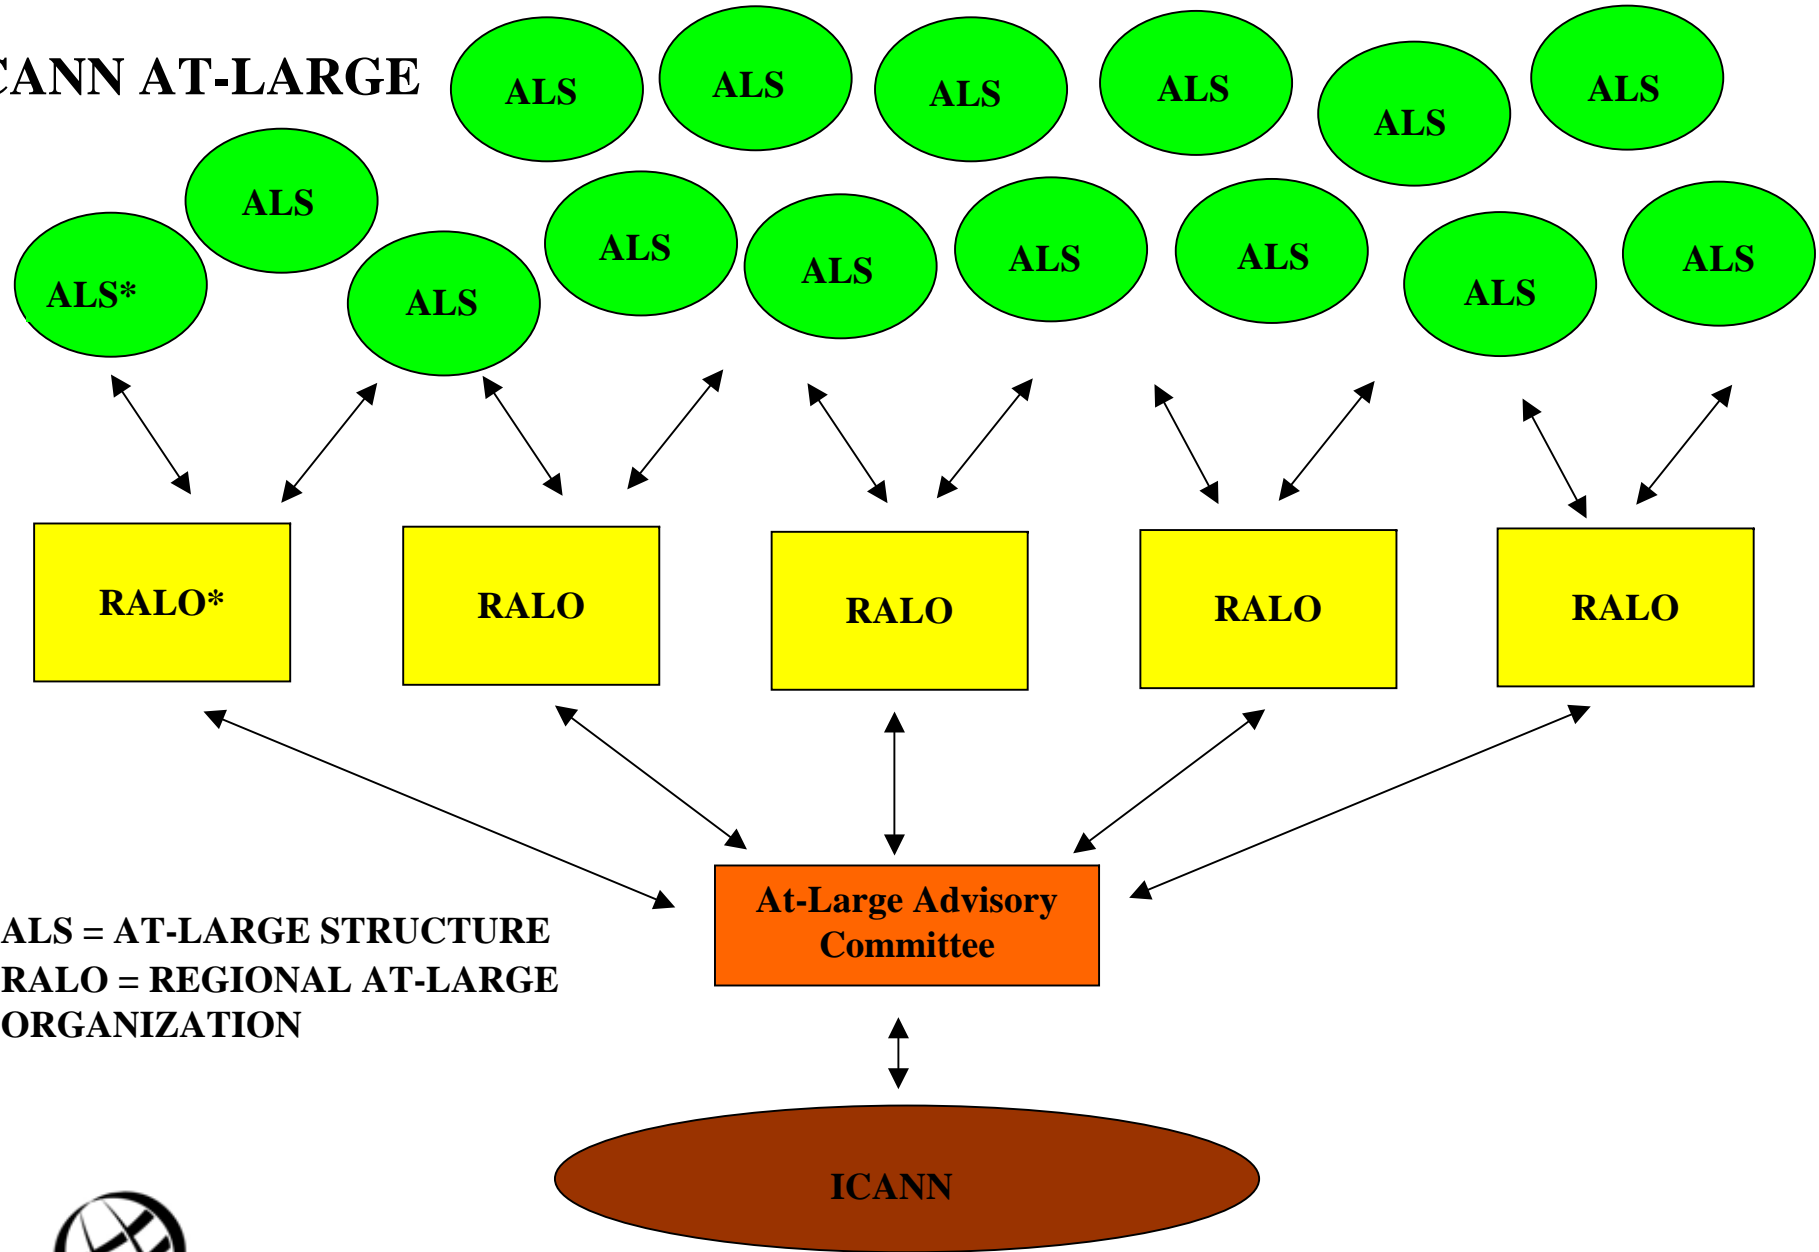 CANN AT-LARGE
ALS
ALS
ALS
ALS
ALS
ALS
ALS*
ALS
ALS
ALS
ALS
ALS
ALS
ALS
ALS
RALO*
RALO
RALO
RALO
RALO
At-Large Advisory
Committee
ALS = AT-LARGE STRUCTURE
RALO = REGIONAL AT-LARGE
ORGANIZATION
ICANN